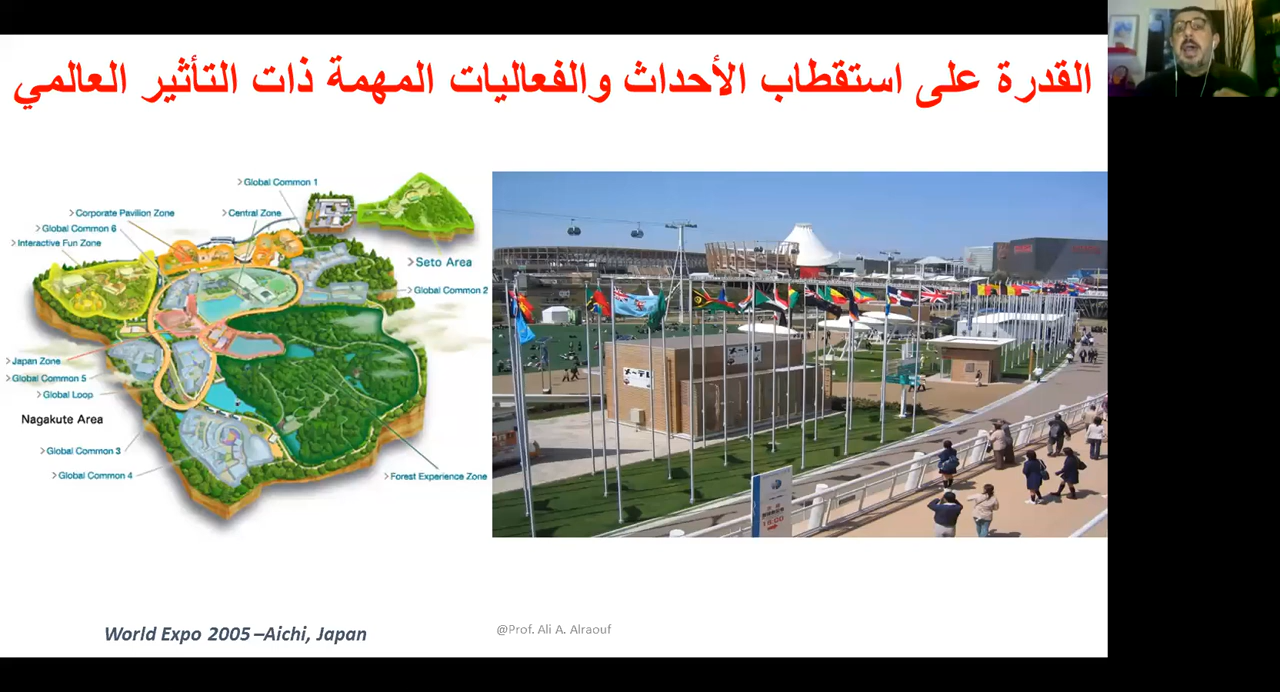 القدرة على استقطاب الأحداث والفعاليات المهمة ذات التأثير العالمي
> Global Common 1
> Corporate Pavilion Zone
> Central Zone
> Global Common 6
> Interactive Fun Zone
> Seto Area
> Global Common 2
> Japan Zone
> Global Common 5
> Global Loop
Nagakute Area
> Global Common 3
> Global Common 4
> Forest Experience Zone
World Expo 2005 –Aichi, Japan
@Prof. Ali A. Alraouf